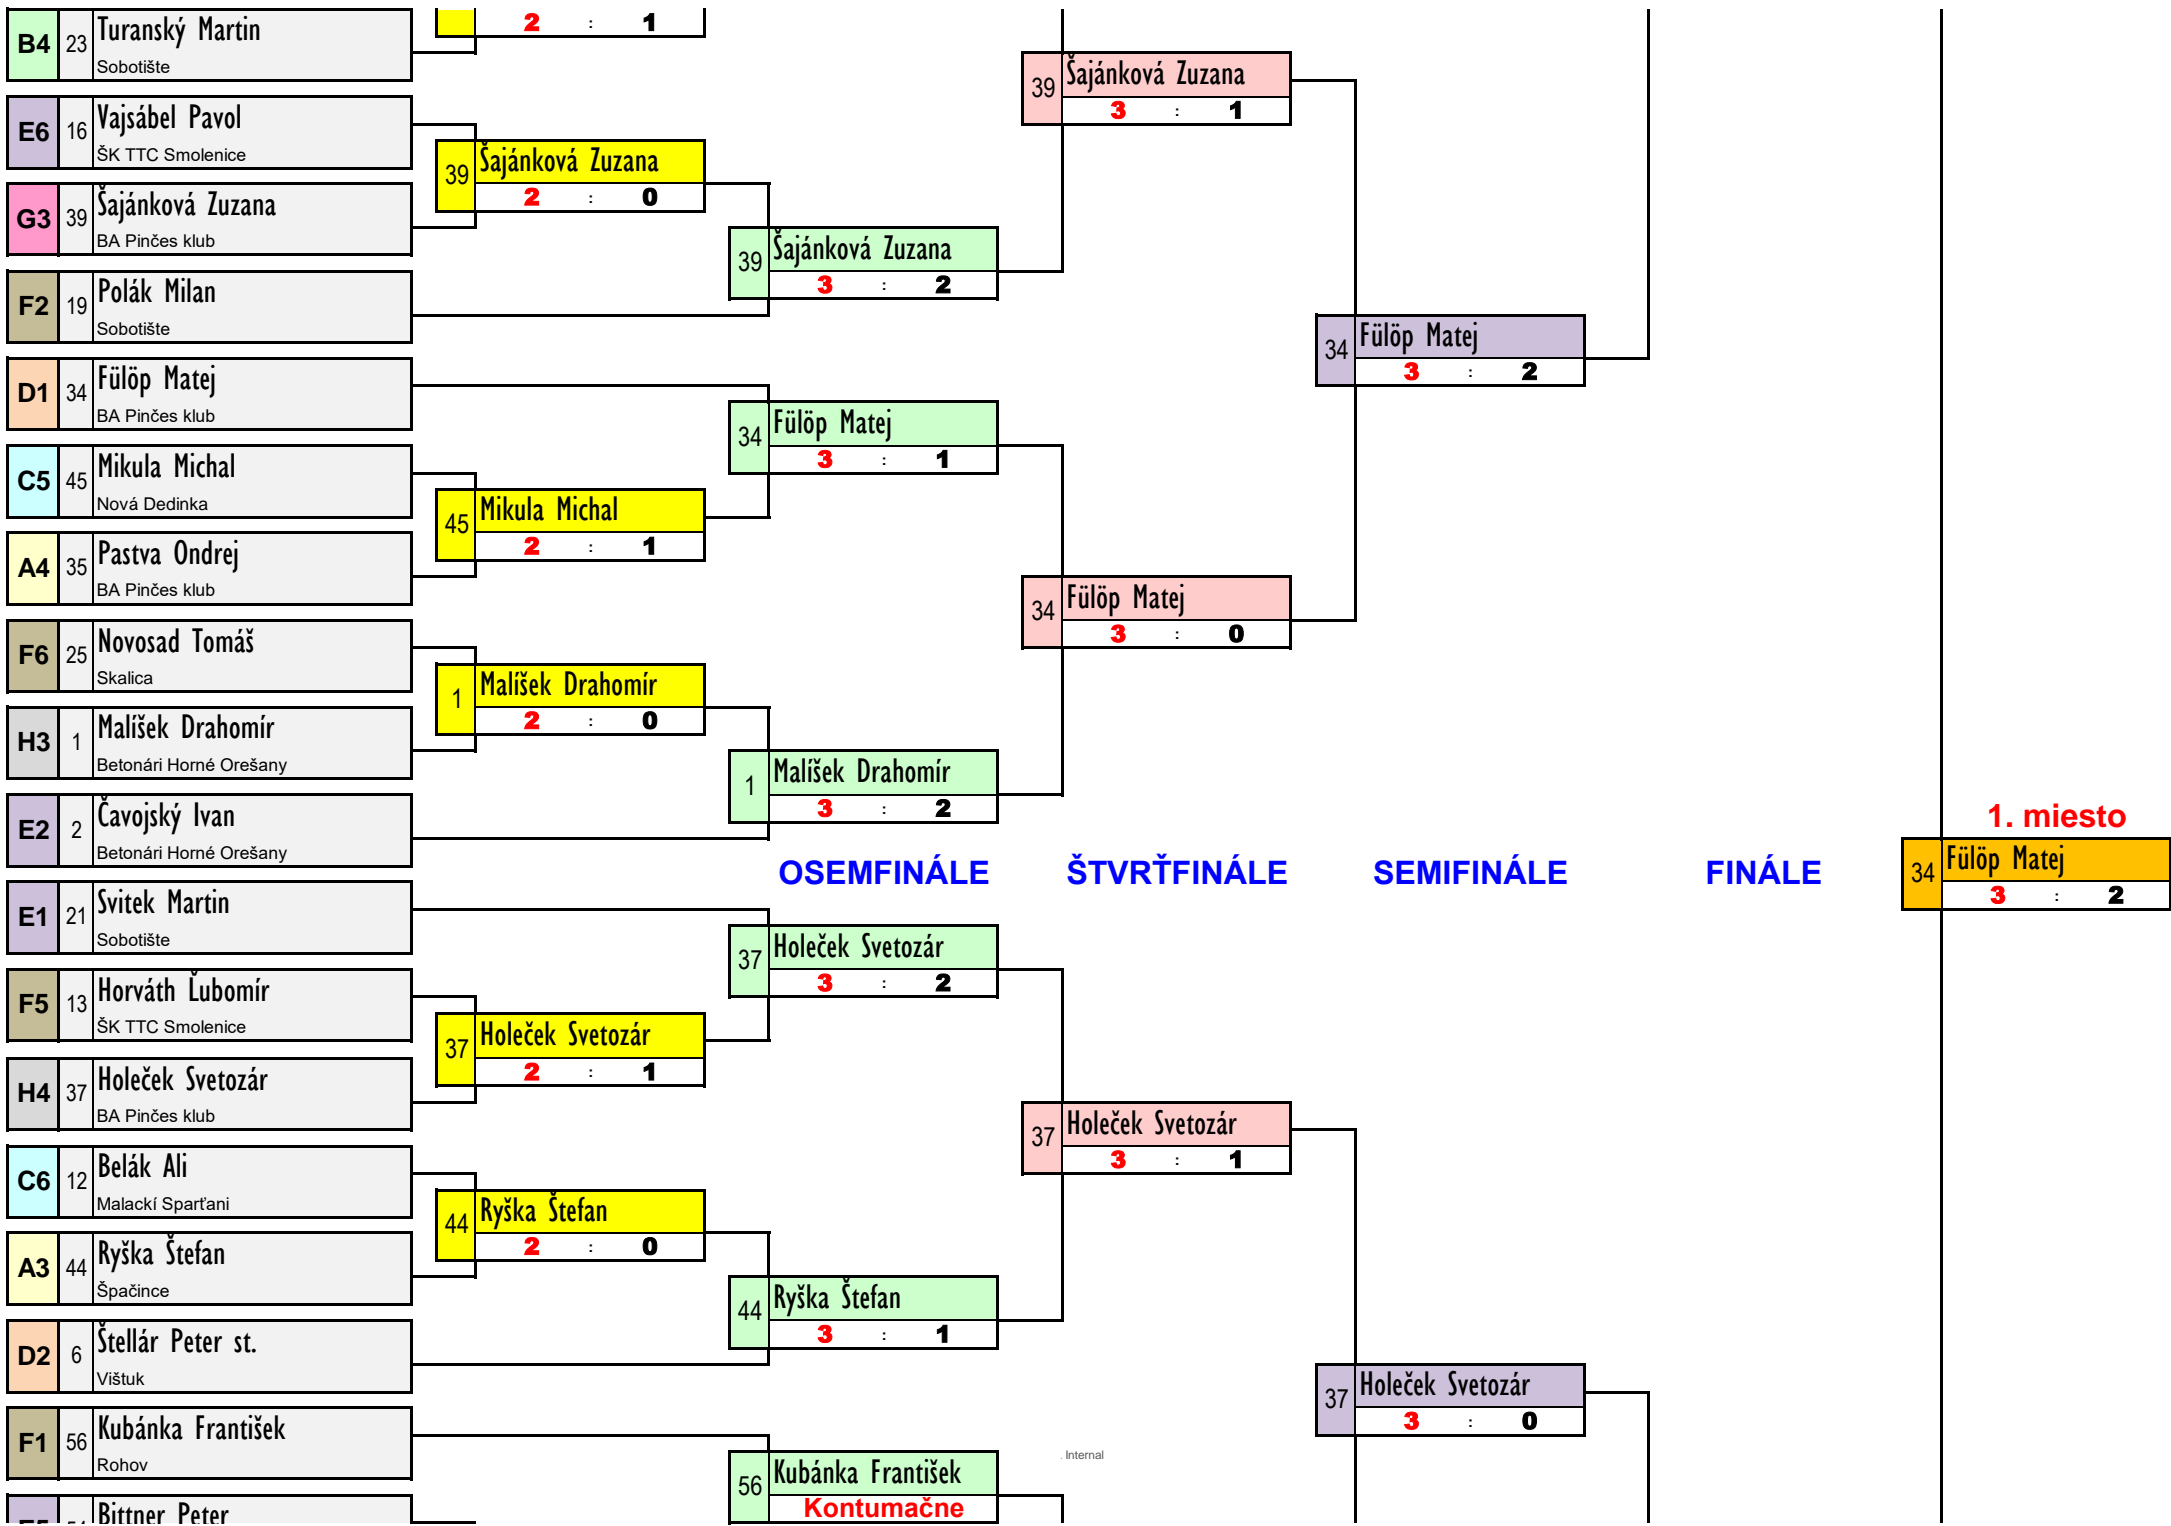 B4 23 Turanský Martin
Sobotište
2 : 1
E6 16 Vajsábel Pavol
ŠK TTC Smolenice
G3 39 Šajánková Zuzana
BA Pinčes klub
39 Šajánková Zuzana
2 : 0
F2 19 Polák Milan
Sobotište
39 Šajánková Zuzana
3 : 2
39 Šajánková Zuzana
3 : 1
D1 34 Fülöp Matej
BA Pinčes klub
C5 45 Mikula Michal
Nová Dedinka
A4 35 Pastva Ondrej
BA Pinčes klub
45 Mikula Michal
2 : 1
34 Fülöp Matej
3 : 1
34 Fülöp Matej
3 : 2
F6 25 Novosad Tomáš
Skalica
H3 1 Malíšek Drahomír
Betonári Horné Orešany
1 Malíšek Drahomír
2 : 0
E2 2 Čavojský Ivan
Betonári Horné Orešany
1 Malíšek Drahomír
3 : 2
34 Fülöp Matej
3 : 0
OSEMFINÁLE ŠTVRŤFINÁLE SEMIFINÁLE FINÁLE
1. miesto
34 Fülöp Matej
3 : 2
E1 21 Svitek Martin
Sobotište
F5 13 Horváth Ľubomír
ŠK TTC Smolenice
H4 37 Holeček Svetozár
BA Pinčes klub
37 Holeček Svetozár
2 : 1
37 Holeček Svetozár
3 : 2
C6 12 Belák Ali
Malackí Sparťani
A3 44 Ryška Štefan
Špačince
44 Ryška Štefan
2 : 0
D2 6 Štellár Peter st.
Vištuk
44 Ryška Štefan
3 : 1
37 Holeček Svetozár
3 : 1
37 Holeček Svetozár
3 : 0
F1 56 Kubánka František
Rohov
56 Kubánka František
Kontumačne
. Internal
Bittner Peter